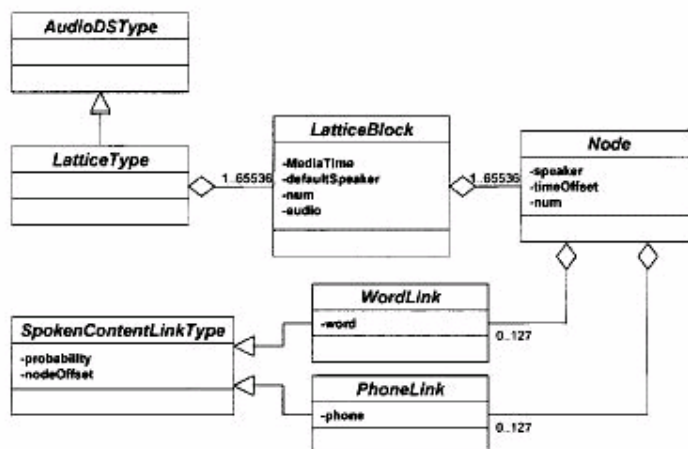 AudioDSType
LatticeType
1..65536
LatticeBlock
-MediaTime
-defaultSpeaker
-num
-audio
1..65536
Node
-speaker
-timeOffset
-num
SpokenContentLinkType
-probability
-nodeOffset
WordLink
-word
0..127
PhoneLink
-phone
0..127